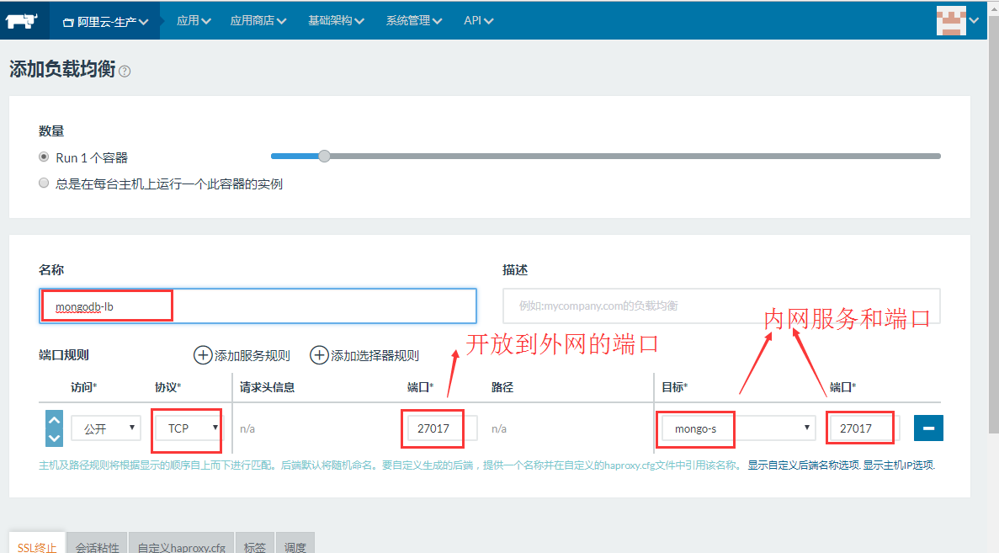 阿里云-生产 应用 应用商店 基础架构 系统管理 API
添加负载均衡 ?
数量
Run 1 个容器
总是在每台主机上运行一个此容器的实例
名称 描述
mongodb-lb 例如:mycompany.com的负载均衡
内网服务和端口
开放到外网的端口
端口规则 添加服务规则 添加选择器规则
访问* 协议* 请求头信息 端口* 路径 目标* 端口*
公开 TCP n/a 27017 n/a mongo-s 27017
主机及路径规则将根据显示的顺序自上而下进行匹配。后端默认将随机命名。要自定义生成的后端，提供一个名称并在自定义的haproxy.cfg文件中引用该名称。 显示自定义后端名称选项. 显示主机IP选项.
SSL终止 会话粘性 自定义haproxy.cfg 标签 调度